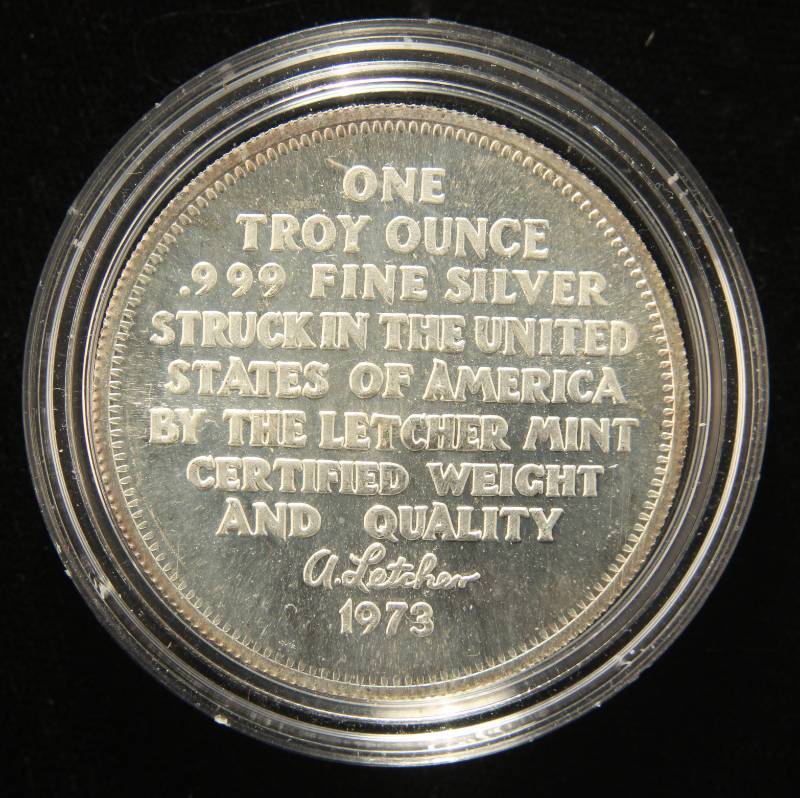 ONE
TROY OUNCE
.999 FINE SILVER
STRUCK IN THE UNITED
STATES OF AMERICA
BY THE LETCHER MINT
CERTIFIED WEIGHT
AND QUALITY
A. Letcher
1973